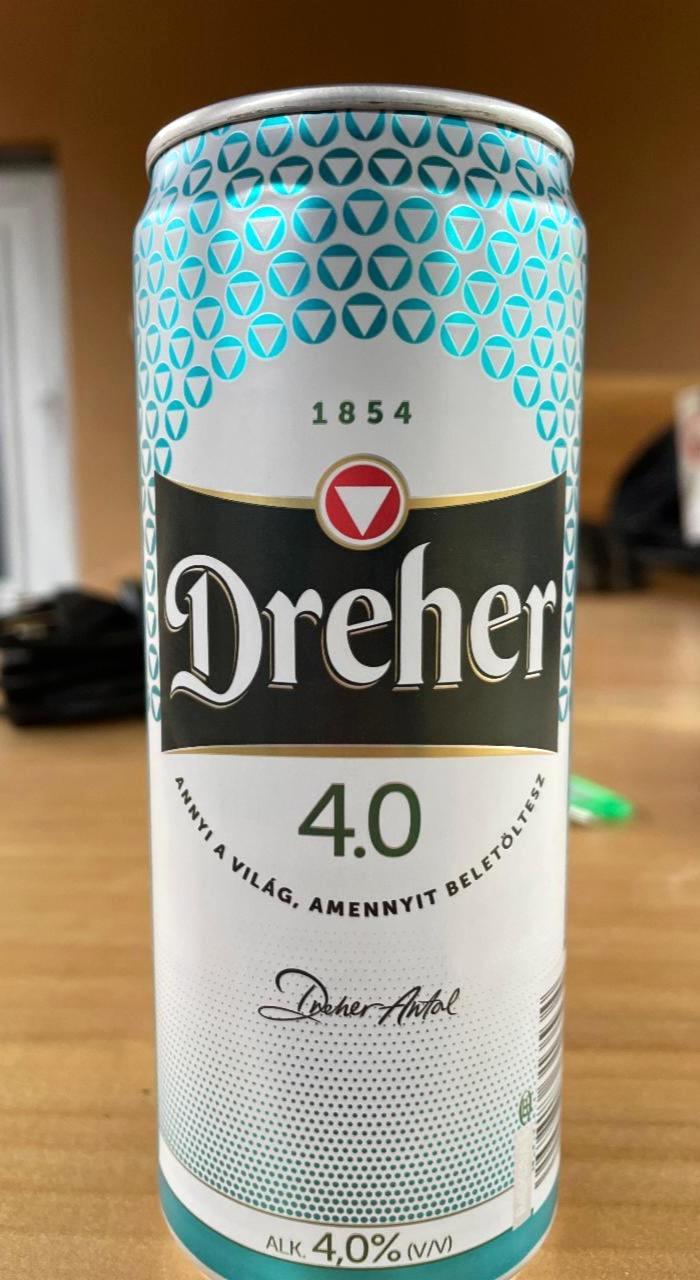 1854
Dreher
4.0
ANNYI A VILÁG, AMENNYIT BELETÖLTESZ
Dreher Antal
ALK. 4,0% (V/V)